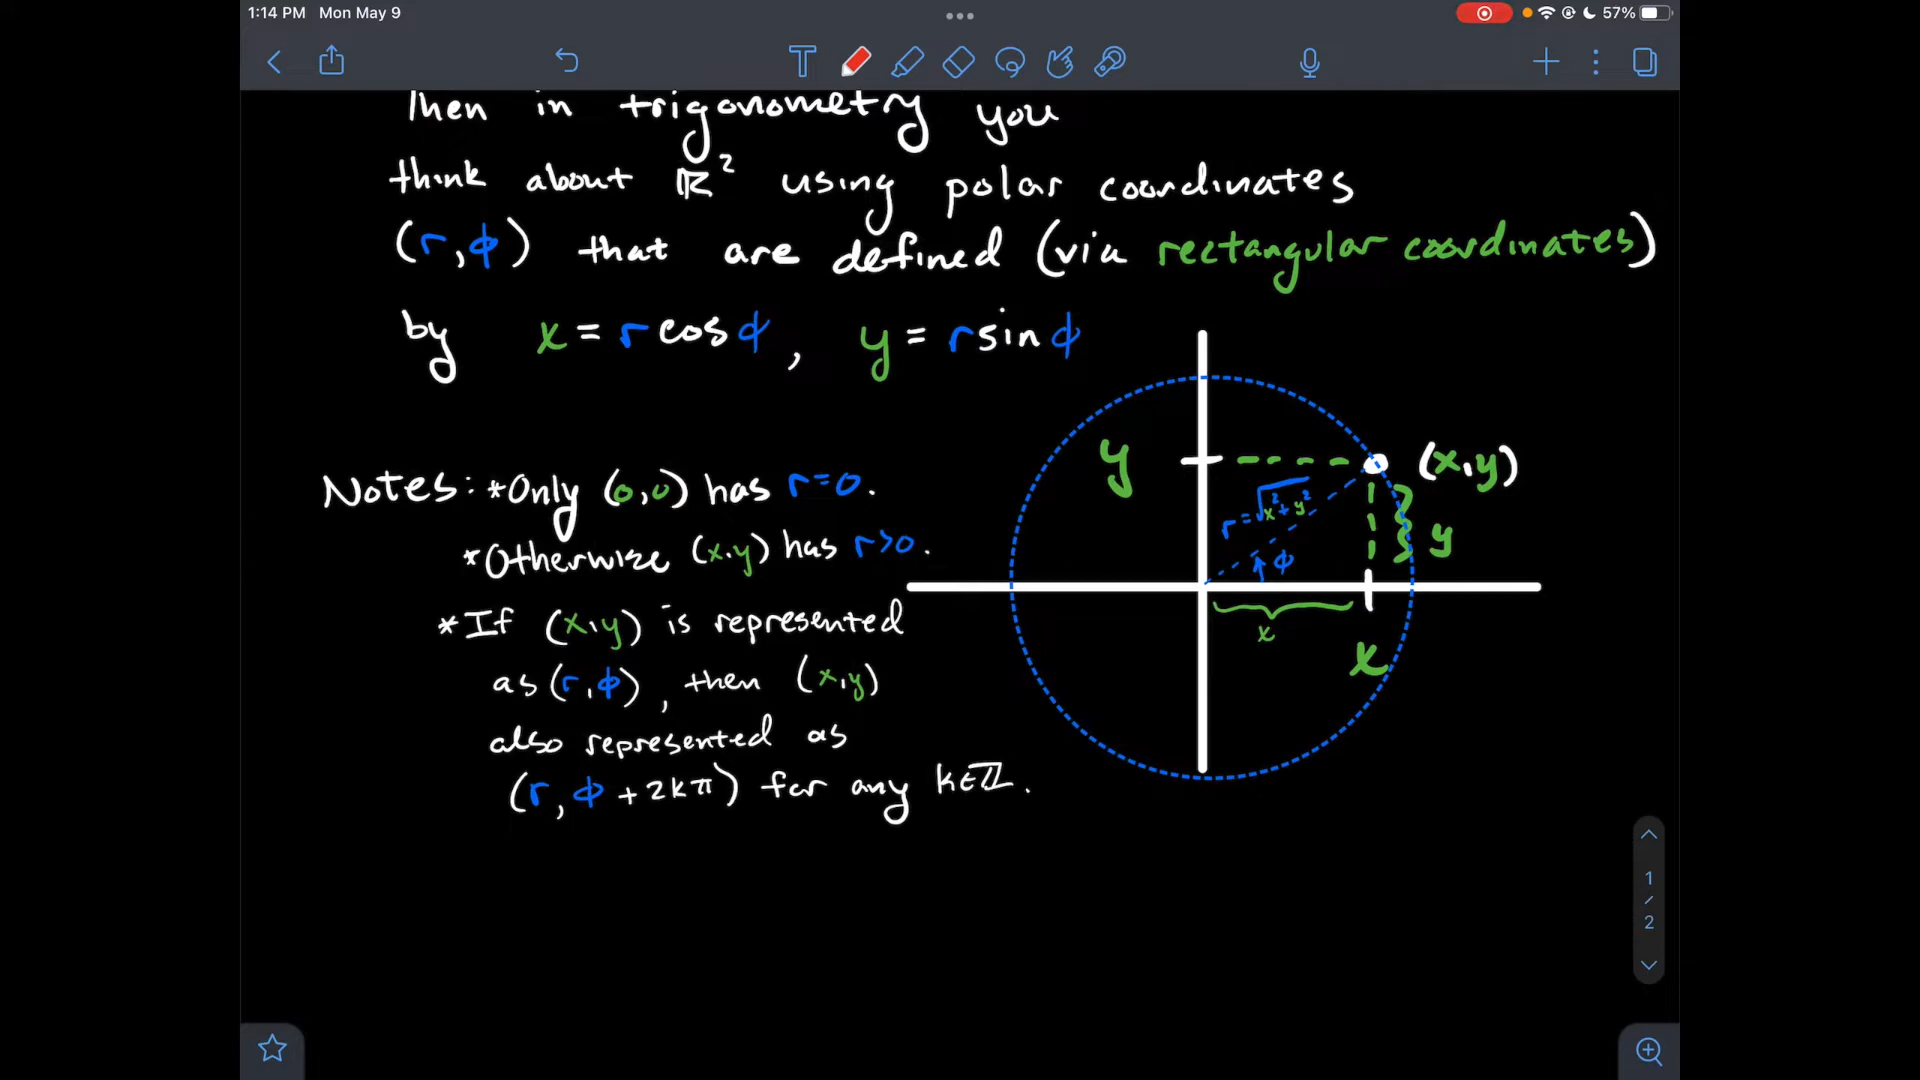 1:14 PM Mon May 9
57%
Then in trigonometry you
think about ℝ² using polar coordinates
(r,ϕ) that are defined (via rectangular coordinates)
by x = r cos ϕ , y = r sin ϕ
Notes: *Only (0,0) has r=0.
*Otherwise (x,y) has r>0.
*If (x,y) is represented
as (r,ϕ), then (x,y)
also represented as
(r, ϕ + 2kπ) for any k∈ℤ.
y
(x,y)
r = √x²+y²
y
ϕ
x
x
1
/
2